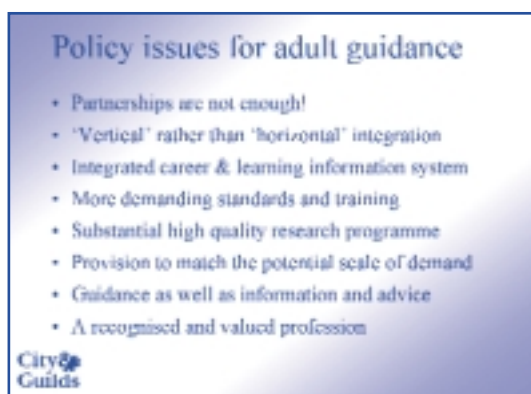 Policy issues for adult guidance
• Partnerships are not enough!
• 'Vertical' rather than 'horizontal' integration
• Integrated career & learning information system
• More demanding standards and training
• Substantial high quality research programme
• Provision to match the potential scale of demand
• Guidance as well as information and advice
• A recognised and valued profession
City &
Guilds